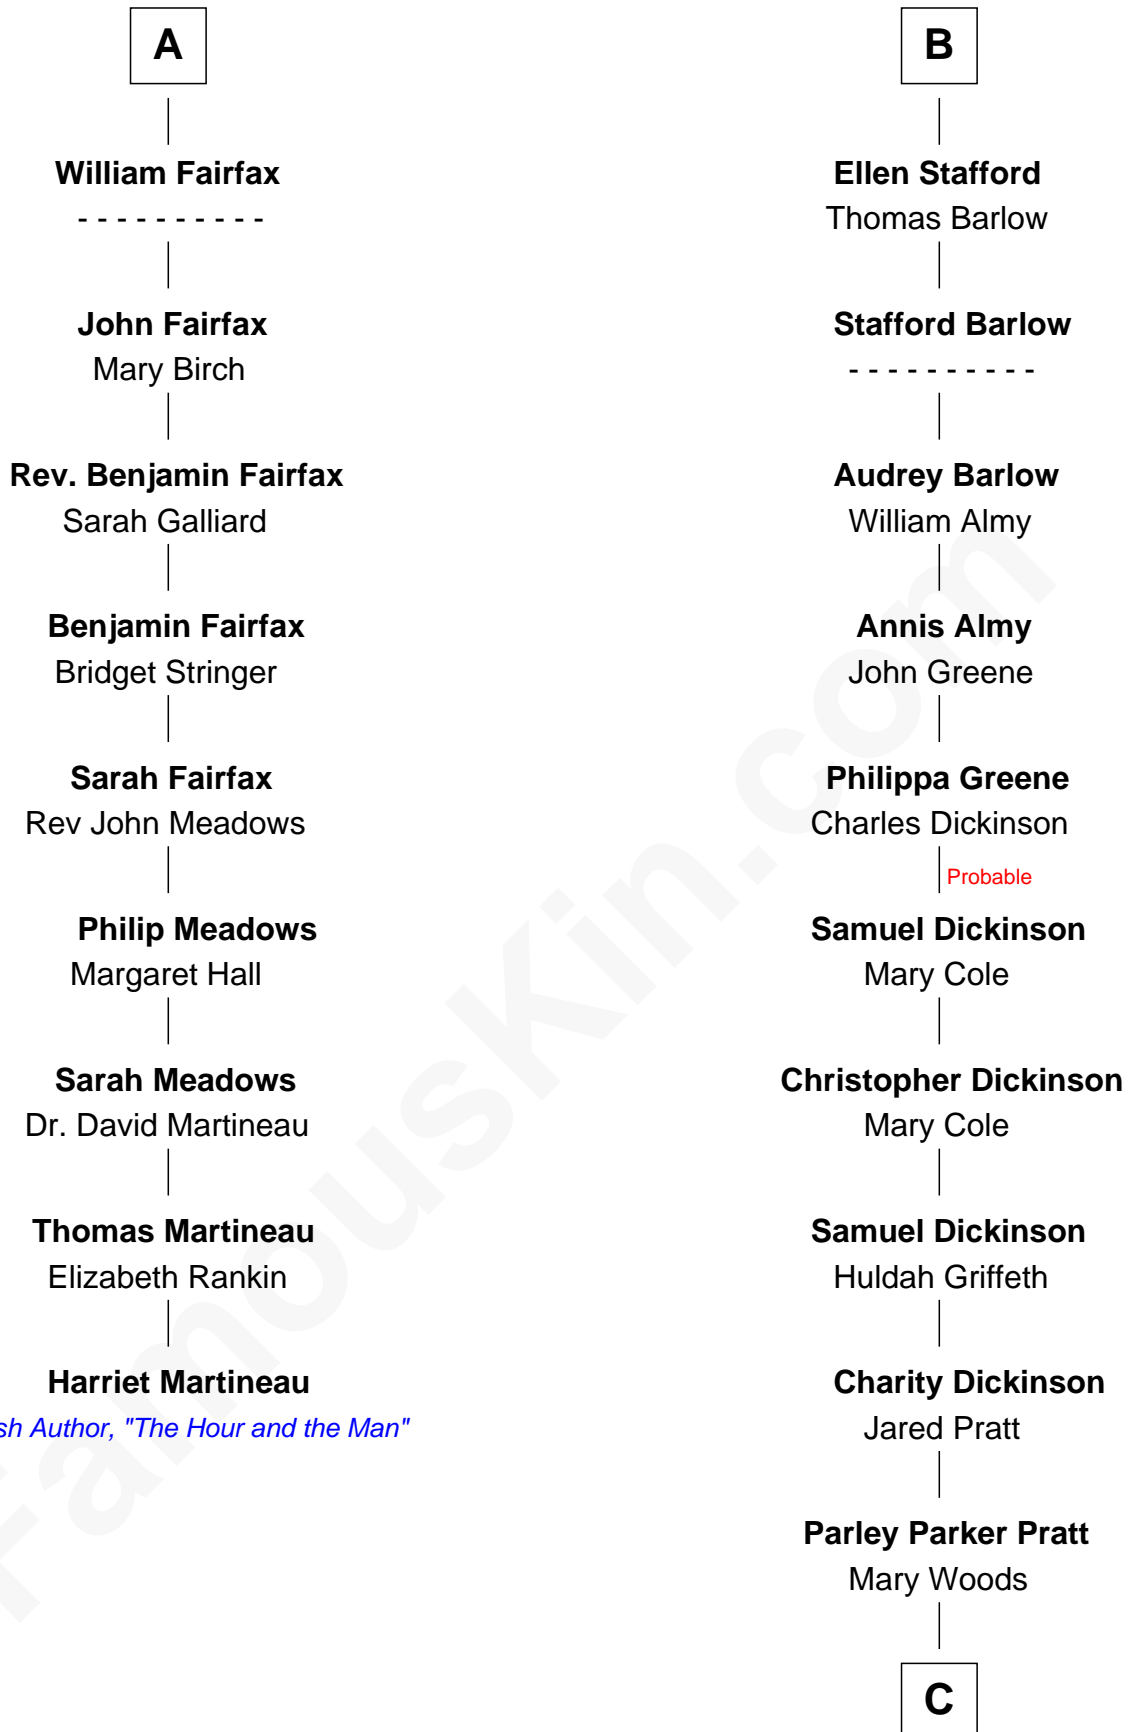 A
William Fairfax
- - - - - - - - - -
John Fairfax
Mary Birch
Rev. Benjamin Fairfax
Sarah Galliard
Benjamin Fairfax
Bridget Stringer
Sarah Fairfax
Rev John Meadows
Philip Meadows
Margaret Hall
Sarah Meadows
Dr. David Martineau
Thomas Martineau
Elizabeth Rankin
Harriet Martineau
Author, "The Hour and the Man"
B
Ellen Stafford
Thomas Barlow
Stafford Barlow
- - - - - - - - - -
Audrey Barlow
William Almy
Annis Almy
John Greene
Philippa Greene
Charles Dickinson
Probable
Samuel Dickinson
Mary Cole
Christopher Dickinson
Mary Cole
Samuel Dickinson
Huldah Griffeth
Charity Dickinson
Jared Pratt
Parley Parker Pratt
Mary Woods
C
FamousKin.com